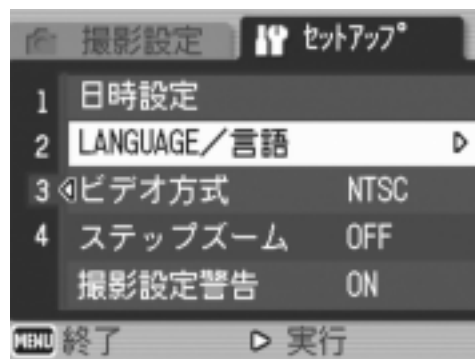 撮影設定 セットアップ
1 日時設定
2 LANGUAGE／言語
3 ビデオ方式 NTSC
4 ステップズーム OFF
撮影設定警告 ON
MENU 終了 実行